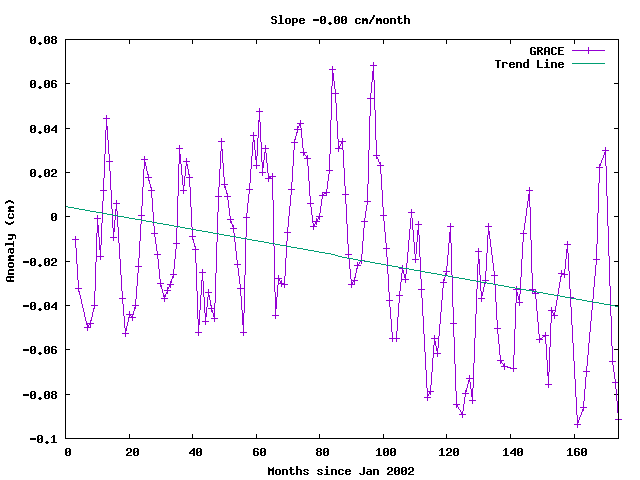 Slope -0.00 cm/month
GRACE
Trend Line
0.08
0.06
0.04
0.02
0
-0.02
-0.04
-0.06
-0.08
-0.1
Anomaly (cm)
0 20 40 60 80 100 120 140 160
Months since Jan 2002